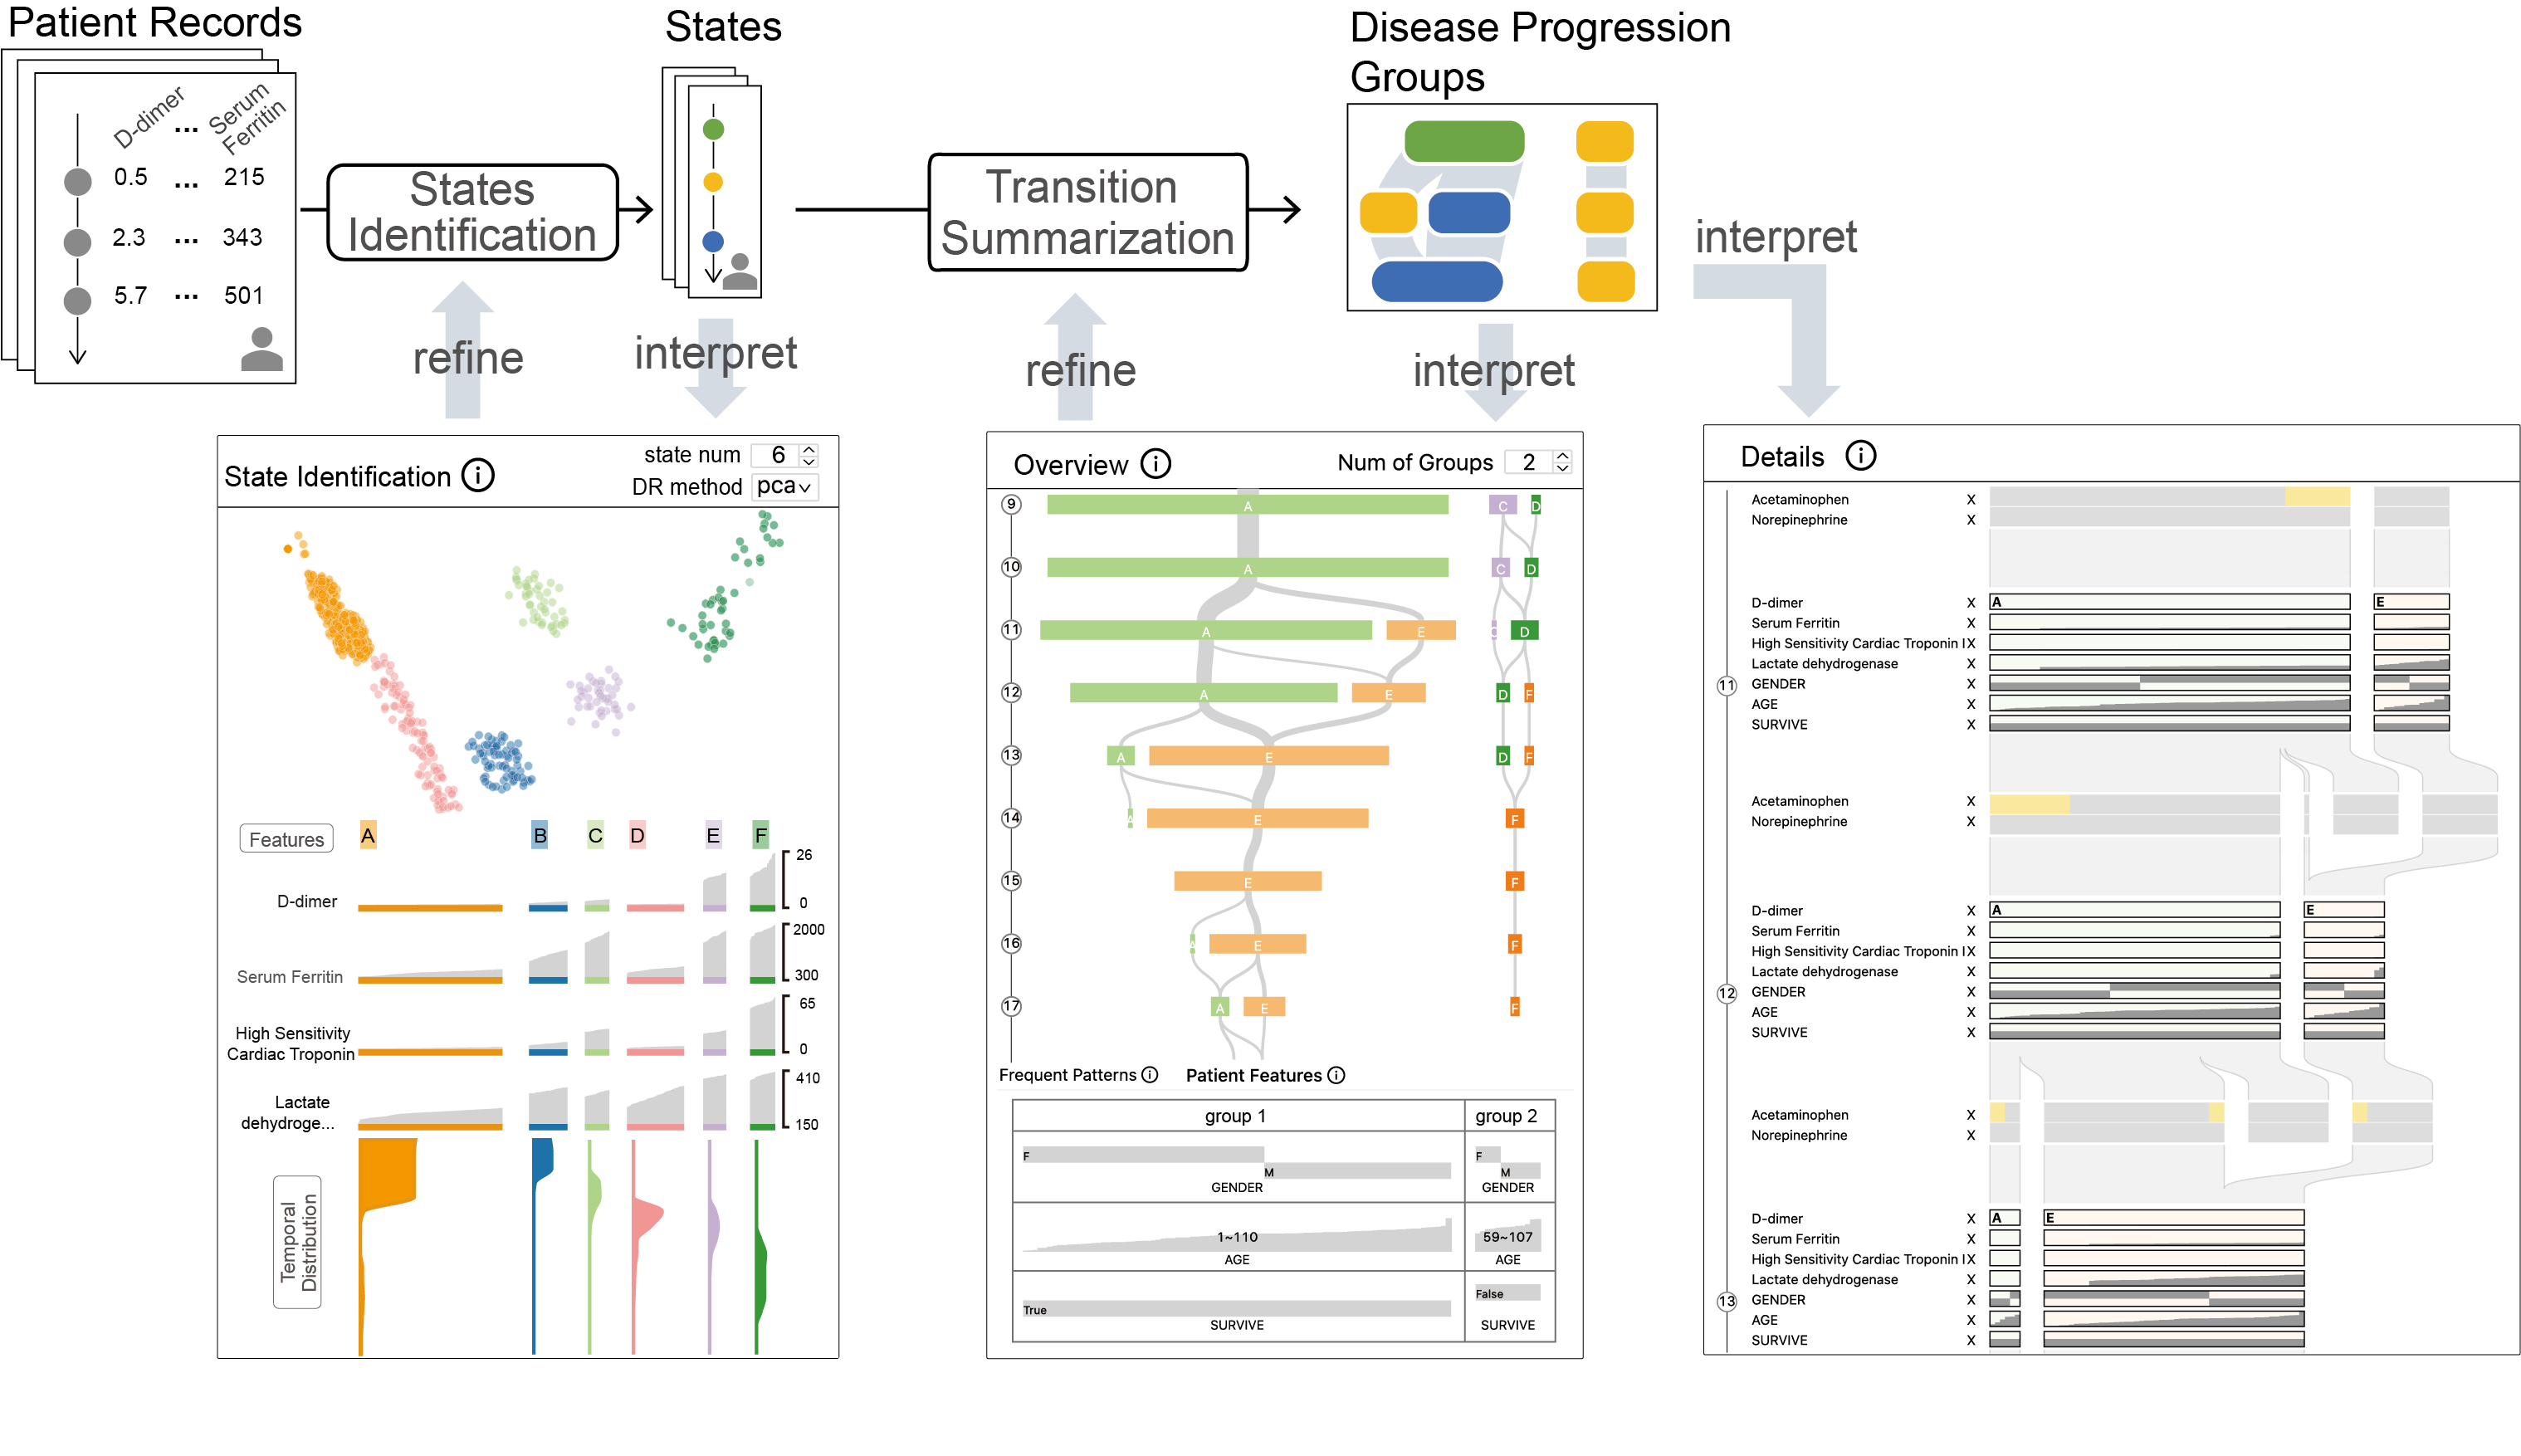 Patient Records
D-dimer ... Serum Ferritin
0.5 ... 215
2.3 ... 343
5.7 ... 501
States Identification
States
Transition Summarization
Disease Progression Groups
refine
interpret
refine
interpret
interpret
State Identification i
state num 6
DR method pca
Features A B C D E F
D-dimer
26
0
Serum Ferritin
2000
300
High Sensitivity
Cardiac Troponin
65
0
Lactate
dehydroge...
410
150
Temporal
Distribution
Overview i
Num of Groups 2
9 A C D
10 A C D
11 A E D
12 A E D F
13 A E D F
14 E F
15 E F
16 E F
17 A E F
Frequent Patterns i Patient Features i
group 1 group 2
F M GENDER
F M GENDER
1~110 AGE
59~107 AGE
True SURVIVE
False SURVIVE
Details i
Acetaminophen X
Norepinephrine X
11
D-dimer X A E
Serum Ferritin X
High Sensitivity Cardiac Troponin I X
Lactate dehydrogenase X
GENDER X
AGE X
SURVIVE X
Acetaminophen X
Norepinephrine X
12
D-dimer X A E
Serum Ferritin X
High Sensitivity Cardiac Troponin I X
Lactate dehydrogenase X
GENDER X
AGE X
SURVIVE X
Acetaminophen X
Norepinephrine X
13
D-dimer X A E
Serum Ferritin X
High Sensitivity Cardiac Troponin I X
Lactate dehydrogenase X
GENDER X
AGE X
SURVIVE X